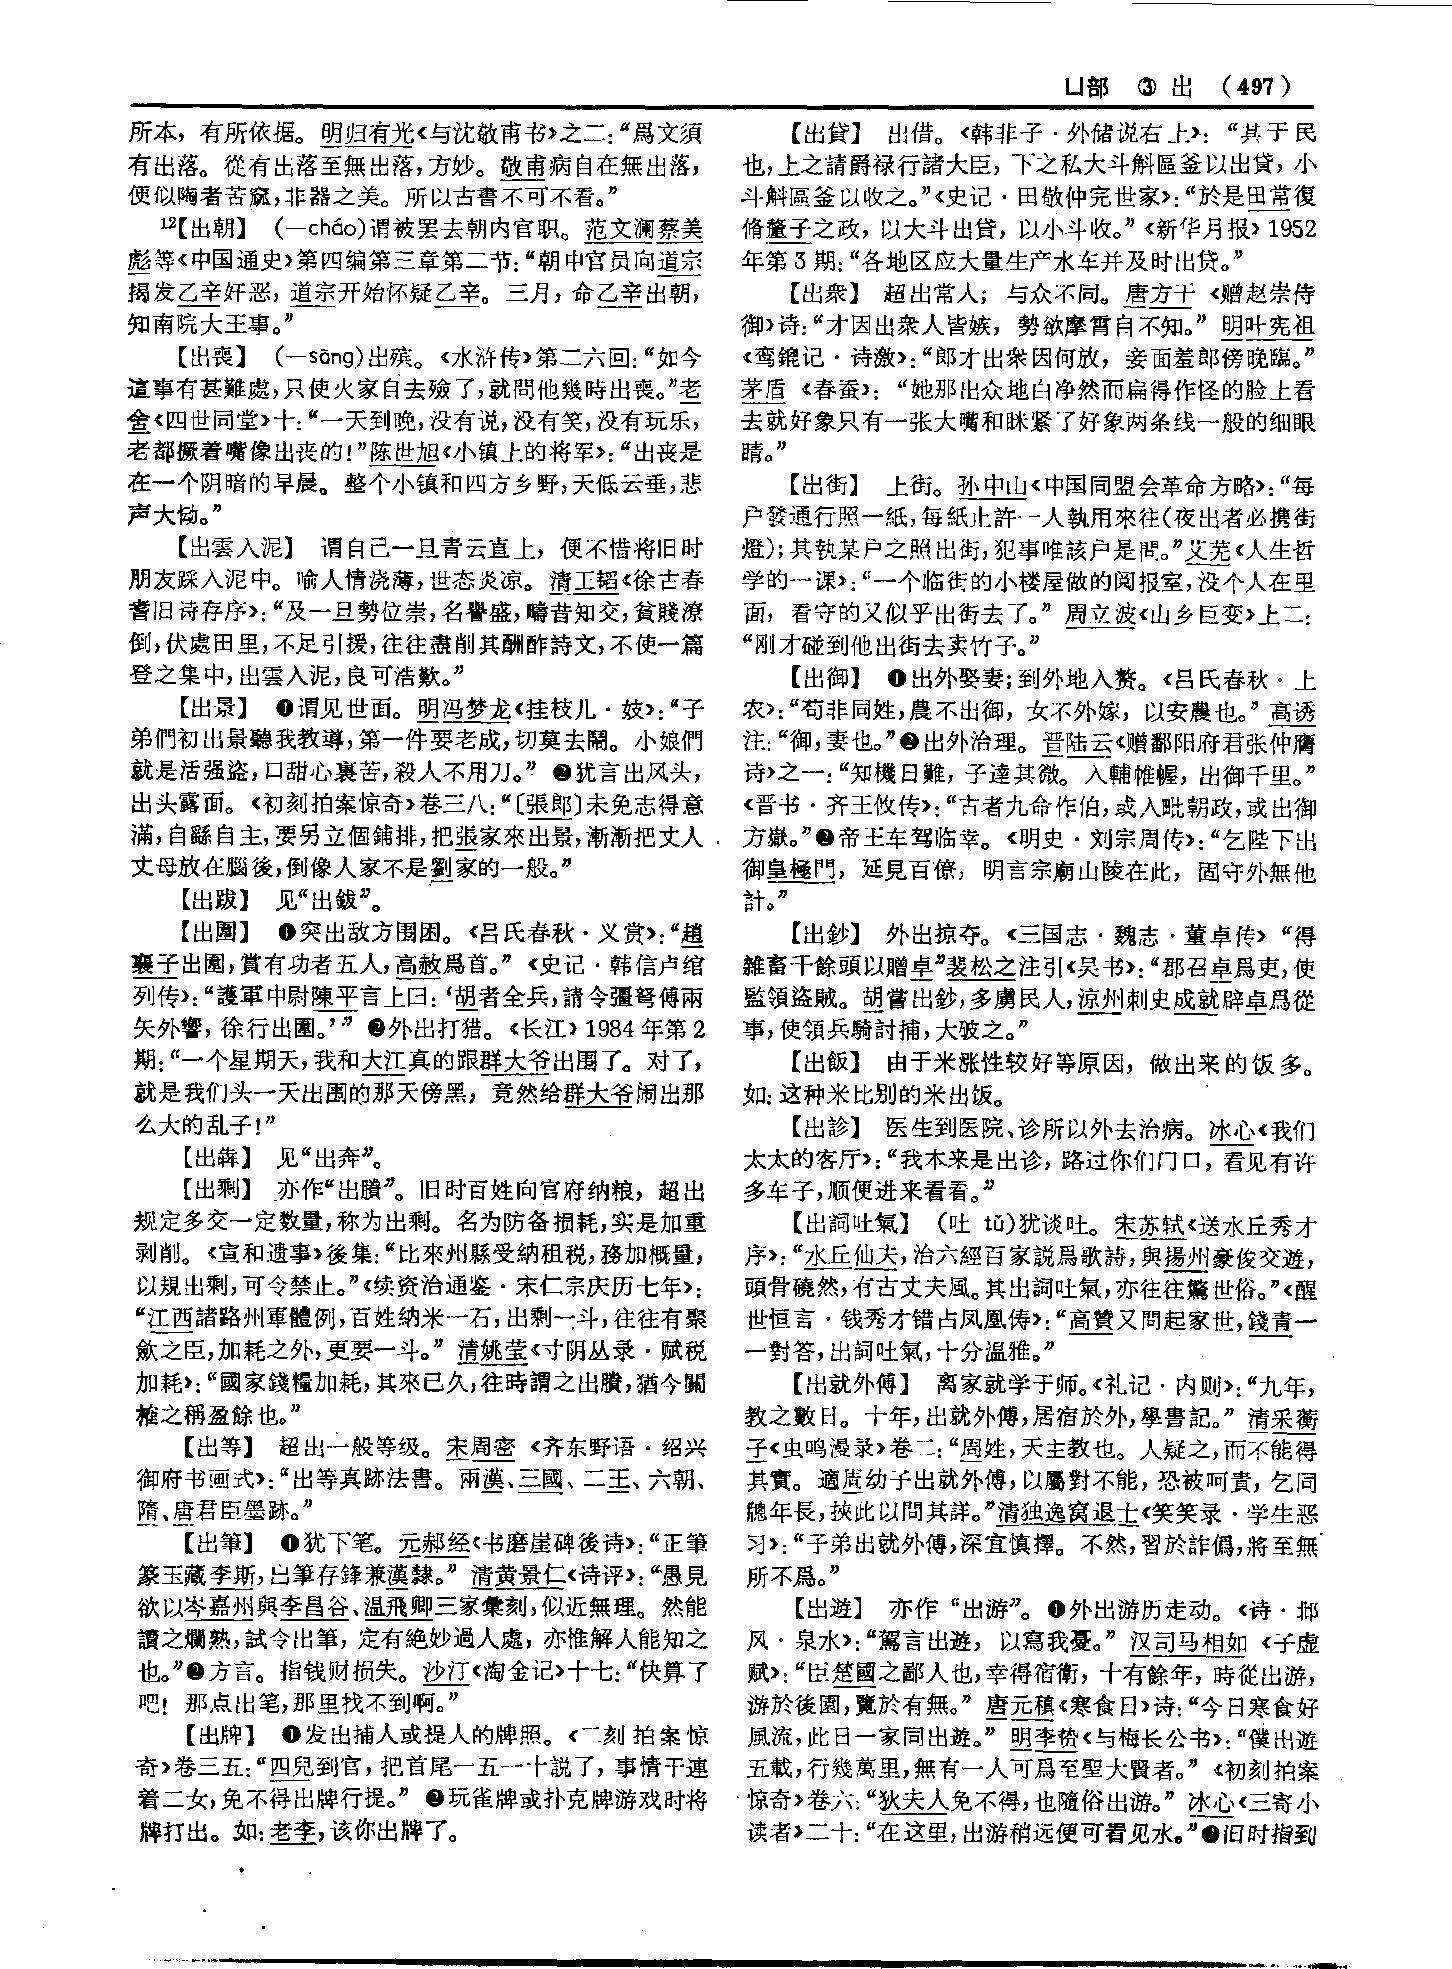 凵部 ③ 出 （497）
所本，有所依据。明归有光《与沈敬甫书》之二：“爲文須
有出落。從有出落至無出落，方妙。敬甫病自在無出落，
便似陶者苦窳，非器之美。所以古書不可不看。”
12【出朝】 （—cháo）谓被罢去朝内官职。范文澜蔡美
彪等《中国通史》第四编第三章第二节：“朝中官员向道宗
揭发乙辛奸恶，道宗开始怀疑乙辛。三月，命乙辛出朝，
知南院大王事。”
【出喪】 （—sāng）出殡。《水浒传》第二六回：“如今
這事有甚難處，只使火家自去殮了，就問他幾時出喪。”老
舍《四世同堂》十：“一天到晚，没有说，没有笑，没有玩乐，
老都撅着嘴像出丧的！”陈世旭《小镇上的将军》：“出丧是
在一个阴暗的早晨。整个小镇和四方乡野，天低云垂，悲
声大恸。”
【出雲入泥】 谓自己一旦青云直上，便不惜将旧时
朋友踩入泥中。喻人情浇薄，世态炎凉。清王韬《徐古春
耆旧诗存序》：“及一旦勢位崇，名譽盛，疇昔知交，貧賤潦
倒，伏處田里，不足引援，往往盡削其酬酢詩文，不使一篇
登之集中，出雲入泥，良可浩歎。”
【出景】 ❶谓见世面。明冯梦龙《挂枝儿·妓》：“子
弟們初出景聽我教導，第一件要老成，切莫去鬧。小娘們
就是活强盗，口甜心裏苦，殺人不用刀。” ❷犹言出风头，
出头露面。《初刻拍案惊奇》卷三八：“〔張郎〕未免志得意
滿，自繇自主，要另立個鋪排，把張家來出景，漸漸把丈人
丈母放在腦後，倒像人家不是劉家的一般。”
【出跋】 见“出鈸”。
【出圍】 ❶突出敌方围困。《吕氏春秋·义赏》：“趙
襄子出圍，賞有功者五人，高赦爲首。”《史记·韩信卢绾
列传》：“護軍中尉陳平言上曰：‘胡者全兵，請令彊弩傅兩
矢外嚮，徐行出圍。’” ❷外出打猎。《长江》1984年第2
期：“一个星期天，我和大江真的跟群大爷出围了。对了，
就是我们头一天出围的那天傍黑，竟然给群大爷闹出那
么大的乱子！”
【出犇】 见“出奔”。
【出剩】 亦作“出賸”。旧时百姓向官府纳粮，超出
规定多交一定数量，称为出剩。名为防备损耗，实是加重
剥削。《宣和遗事》後集：“比來州縣受納租税，務加概量，
以規出剩，可令禁止。”《续资治通鉴·宋仁宗庆历七年》：
“江西諸路州軍體例，百姓納米一石，出剩一斗，往往有聚
斂之臣，加耗之外，更要一斗。” 清姚莹《寸阴丛录·赋税
加耗》：“國家錢糧加耗，其來已久，往時謂之出賸，猶今關
榷之稱盈餘也。”
【出等】 超出一般等级。宋周密《齐东野语·绍兴
御府书画式》：“出等真跡法書。兩漢、三國、二王、六朝、
隋、唐君臣墨跡。”
【出筆】 ❶犹下笔。元郝经《书磨崖碑後诗》：“正筆
篆玉藏李斯，出筆存鋒兼漢隸。” 清黄景仁《诗评》：“愚見
欲以岑嘉州與李昌谷、温飛卿三家彙刻，似近無理。然能
讀之爛熟，試令出筆，定有絶妙過人處，亦惟解人能知之
也。”❷方言。指钱财损失。沙汀《淘金记》十七：“快算了
吧！那点出笔，那里找不到啊。”
【出牌】 ❶发出捕人或提人的牌照。《二刻拍案惊
奇》卷三五：“四兒到官，把首尾一五一十説了，事情干連
着二女，免不得出牌行提。” ❷玩雀牌或扑克牌游戏时将
牌打出。如：老李，该你出牌了。
【出貸】 出借。《韩非子·外储说右上》：“其于民
也，上之請爵禄行諸大臣，下之私大斗斛區釜以出貸，小
斗斛區釜以收之。”《史记·田敬仲完世家》：“於是田常復
脩釐子之政，以大斗出貸，以小斗收。”《新华月报》1952
年第3期：“各地区应大量生产水车并及时出贷。”
【出衆】 超出常人；与众不同。唐方干《赠赵崇侍
御》诗：“才因出衆人皆嫉，勢欲摩霄自不知。” 明叶宪祖
《鸾鎞记·诗激》：“郎才出衆因何放，妾面羞郎傍晚臨。”
茅盾《春蚕》：“她那出众地白净然而扁得作怪的脸上看
去就好象只有一张大嘴和眯紧了好象两条线一般的细眼
睛。”
【出街】 上街。孙中山《中国同盟会革命方略》：“每
户發通行照一紙，每紙止許一人執用來往（夜出者必携街
燈）；其執某户之照出街，犯事唯該户是問。”艾芜《人生哲
学的一课》：“一个临街的小楼屋做的阅报室，没个人在里
面，看守的又似乎出街去了。” 周立波《山乡巨变》上二：
“刚才碰到他出街去卖竹子。”
【出御】 ❶出外娶妻；到外地入赘。《吕氏春秋·上
农》：“苟非同姓，農不出御，女不外嫁，以安農也。” 高诱
注：“御，妻也。”❷出外治理。晋陆云《赠鄱阳府君张仲膺
诗》之一：“知機日難，子達其微。入輔帷幄，出御千里。”
《晋书·齐王攸传》：“古者九命作伯，或入毗朝政，或出御
方嶽。”❷帝王车驾临幸。《明史·刘宗周传》：“乞陛下出
御皇極門，延見百僚，明言宗廟山陵在此，固守外無他
計。”
【出鈔】 外出掠夺。《三国志·魏志·董卓传》“得
雜畜千餘頭以贈卓”裴松之注引《吴书》：“郡召卓爲吏，使
監領盜賊。胡嘗出鈔，多虜民人，涼州刺史成就辟卓爲從
事，使領兵騎討捕，大破之。”
【出飯】 由于米涨性较好等原因，做出来的饭多。
如：这种米比别的米出饭。
【出診】 医生到医院、诊所以外去治病。冰心《我们
太太的客厅》：“我本来是出诊，路过你们门口，看见有许
多车子，顺便进来看看。”
【出詞吐氣】 （吐 tǔ）犹谈吐。宋苏轼《送水丘秀才
序》：“水丘仙夫，治六經百家説爲歌詩，與揚州豪俊交遊，
頭骨磽然，有古丈夫風。其出詞吐氣，亦往往驚世俗。”《醒
世恒言·钱秀才错占凤凰俦》：“高贊又問起家世，錢青一
一對答，出詞吐氣，十分温雅。”
【出就外傅】 离家就学于师。《礼记·内则》：“九年，
教之數日。十年，出就外傅，居宿於外，學書記。” 清采蘅
子《虫鸣漫录》卷二：“周姓，天主教也。人疑之，而不能得
其實。適周幼子出就外傅，以屬對不能，恐被呵責，乞同
牕年長，挾此以問其詳。”清独逸窝退士《笑笑录·学生恶
习》：“子弟出就外傅，深宜慎擇。不然，習於詐僞，將至無
所不爲。”
【出遊】 亦作“出游”。❶外出游历走动。《诗·邶
风·泉水》：“駕言出遊，以寫我憂。” 汉司马相如《子虚
赋》：“臣楚國之鄙人也，幸得宿衛，十有餘年，時從出游，
游於後園，覽於有無。” 唐元稹《寒食日》诗：“今日寒食好
風流，此日一家同出遊。” 明李贽《与梅长公书》：“僕出遊
五載，行幾萬里，無有一人可爲至聖大賢者。”《初刻拍案
惊奇》卷六：“狄夫人免不得，也隨俗出游。” 冰心《三寄小
读者》二十：“在这里，出游稍远便可看见水。”❷旧时指到